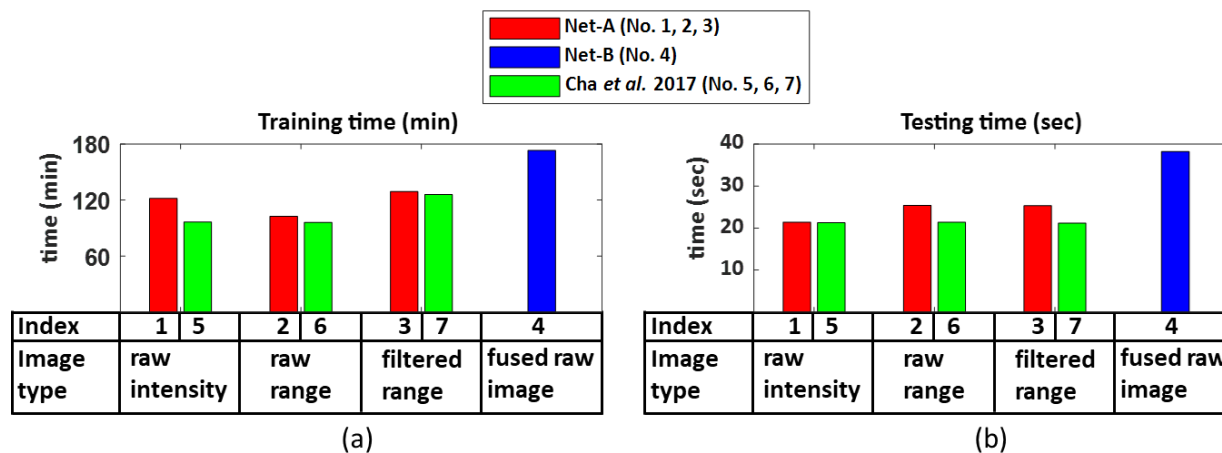 Net-A (No. 1, 2, 3)
Net-B (No. 4)
Cha et al. 2017 (No. 5, 6, 7)
Training time (min)
time (min)
180
120
60
Index 1 5 2 6 3 7 4
Image raw raw filtered fused raw
type intensity range range image
(a)
Testing time (sec)
time (sec)
40
30
20
10
Index 1 5 2 6 3 7 4
Image raw raw filtered fused raw
type intensity range range image
(b)